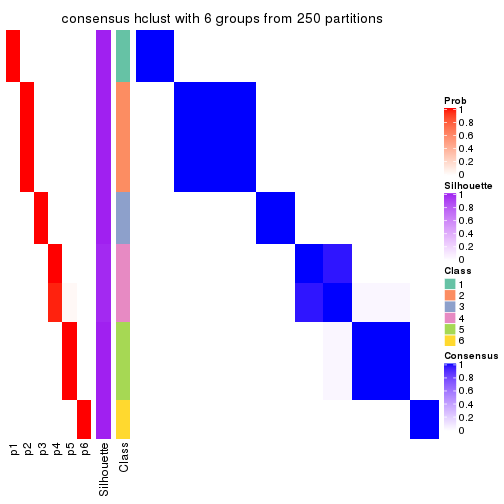 consensus hclust with 6 groups from 250 partitions
Prob
1
0.8
0.6
0.4
0.2
0
Silhouette
1
0.8
0.6
0.4
0.2
0
Class
1
2
3
4
5
6
Consensus
1
0.8
0.6
0.4
0.2
0
p1
p2
p3
p4
p5
p6
Silhouette
Class